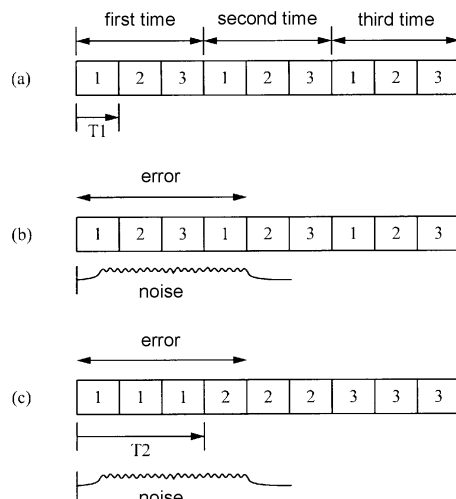 first time second time third time
(a) 1 2 3 1 2 3 1 2 3
T1
error
(b) 1 2 3 1 2 3 1 2 3
noise
error
(c) 1 1 1 2 2 2 3 3 3
T2
noise